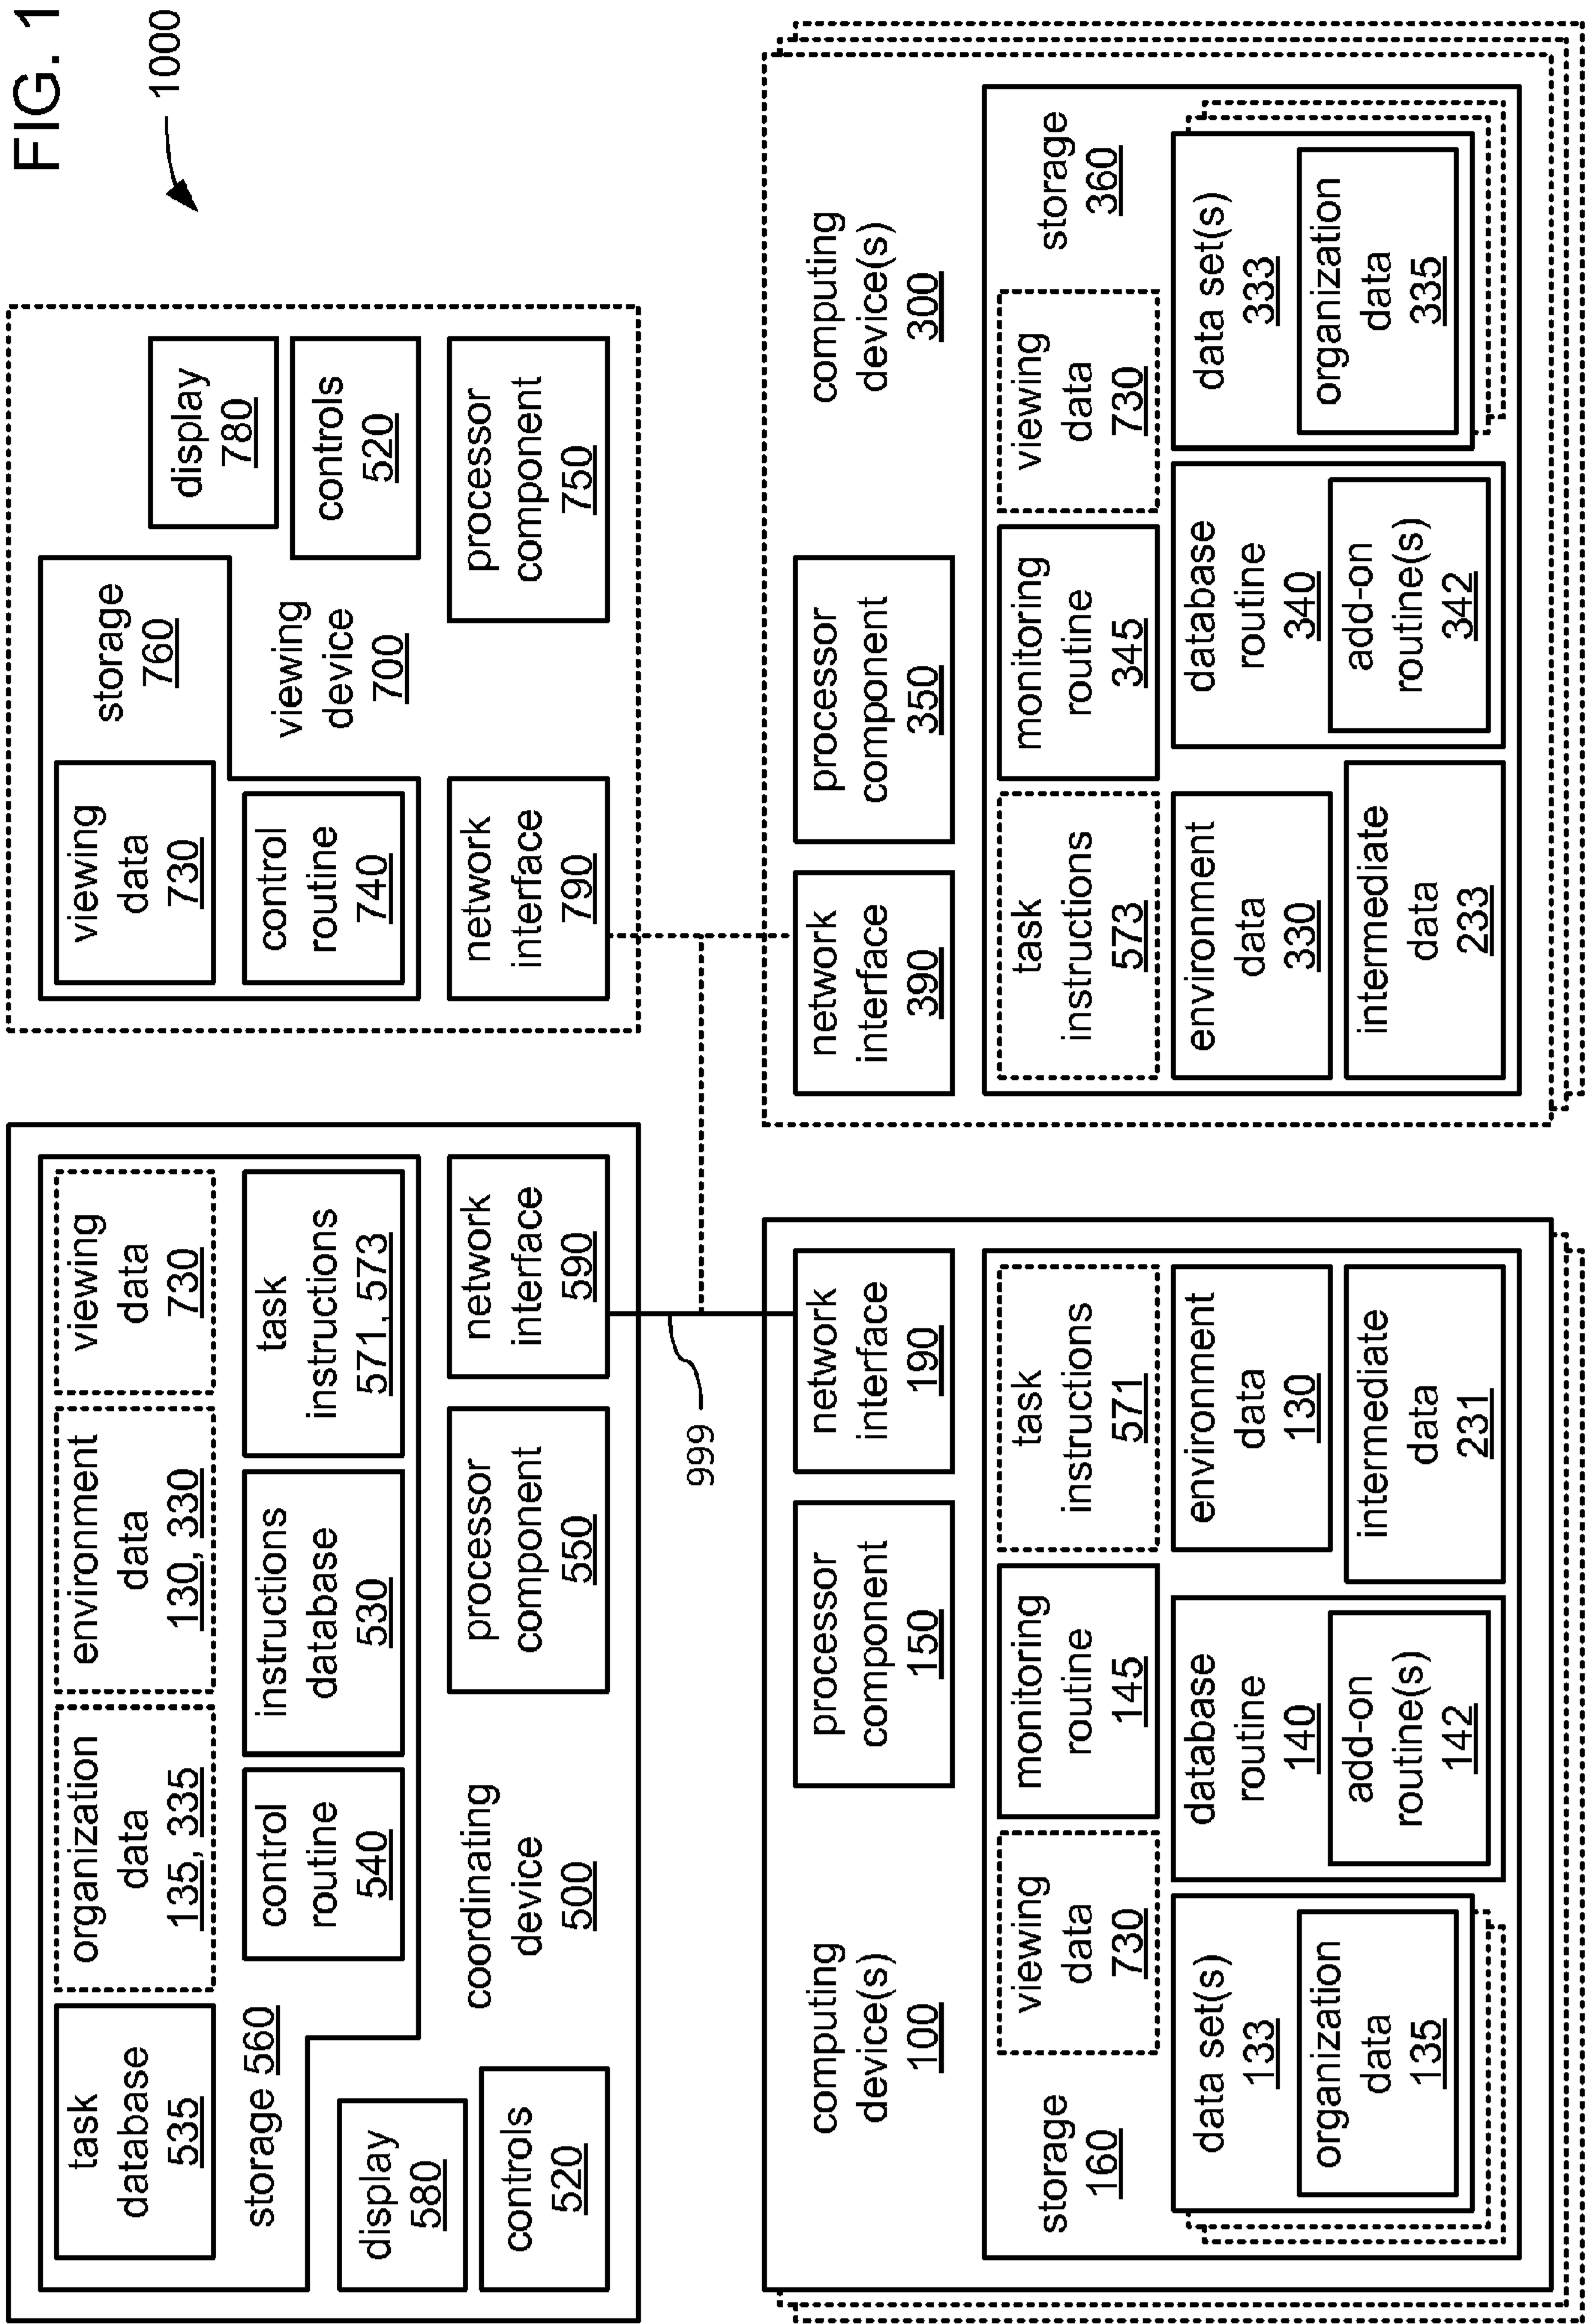 FIG. 1
1000
task
database
535
organization
data
135, 335
environment
data
130, 330
viewing
data
730
storage 560
control
routine
540
instructions
database
530
task
instructions
571, 573
display
580
controls
520
coordinating
device
500
processor
component
550
network
interface
590
viewing
data
730
storage
760
display
780
control
routine
740
viewing
device
700
controls
520
network
interface
790
processor
component
750
999
computing
device(s)
100
processor
component
150
network
interface
190
storage
160
viewing
data
730
monitoring
routine
145
task
instructions
571
data set(s)
133
organization
data
135
database
routine
140
add-on
routine(s)
142
environment
data
130
intermediate
data
231
network
interface
390
processor
component
350
computing
device(s)
300
task
instructions
573
monitoring
routine
345
viewing
data
730
storage
360
environment
data
330
intermediate
data
233
database
routine
340
add-on
routine(s)
342
data set(s)
333
organization
data
335